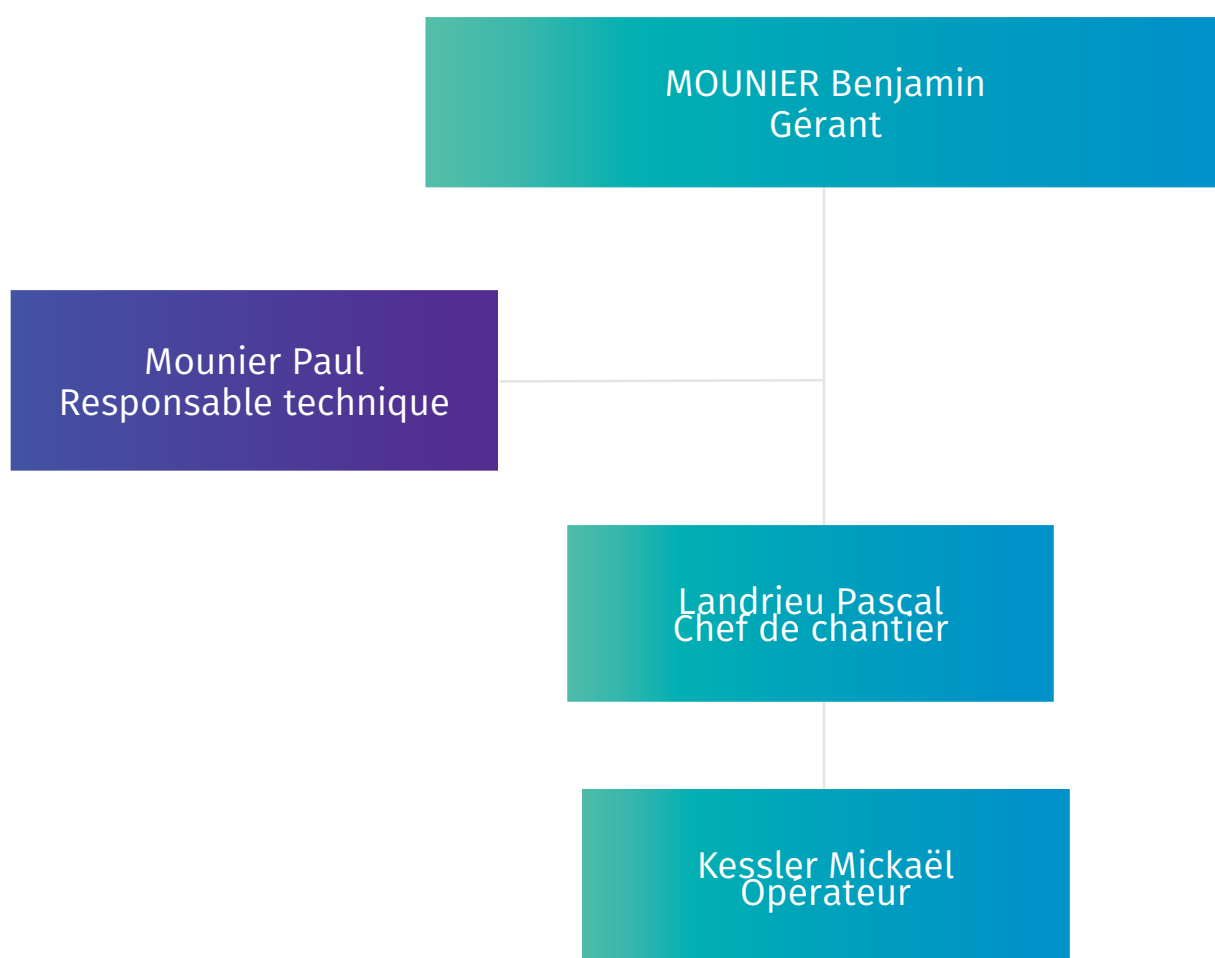 MOUNIER Benjamin
Gérant
Mounier Paul
Responsable technique
Landrieu Pascal
Chef de chantier
Kessler Mickaël
Opérateur